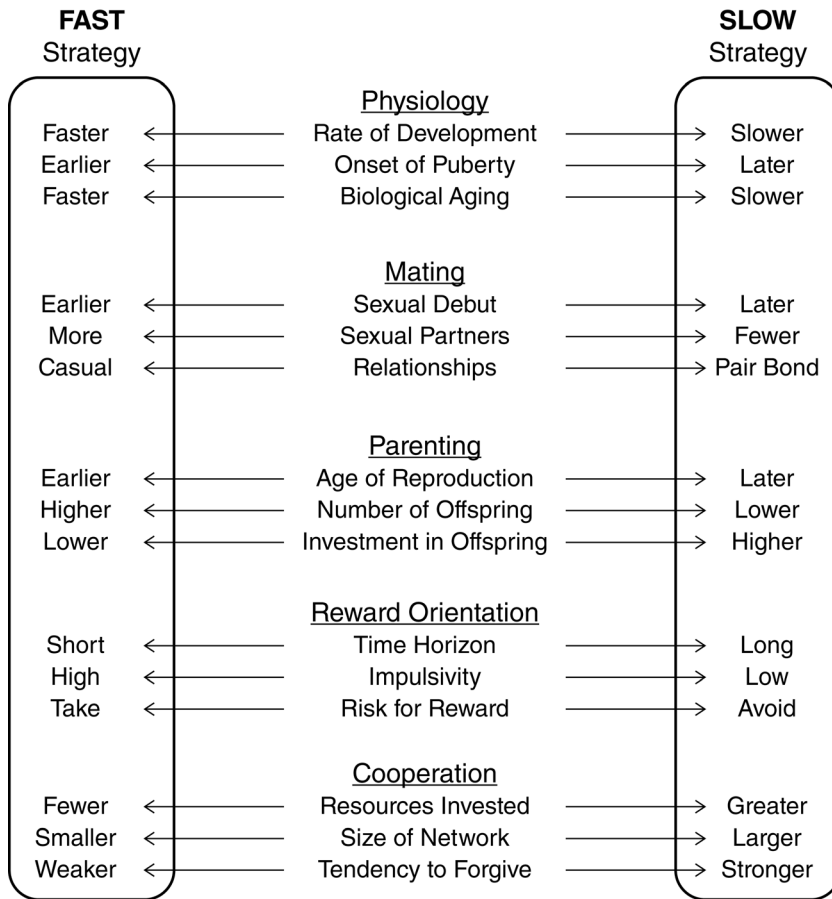 FAST SLOW
Strategy Strategy
Physiology
Faster Rate of Development Slower
Earlier Onset of Puberty Later
Faster Biological Aging Slower
Mating
Earlier Sexual Debut Later
More Sexual Partners Fewer
Casual Relationships Pair Bond
Parenting
Earlier Age of Reproduction Later
Higher Number of Offspring Lower
Lower Investment in Offspring Higher
Reward Orientation
Short Time Horizon Long
High Impulsivity Low
Take Risk for Reward Avoid
Cooperation
Fewer Resources Invested Greater
Smaller Size of Network Larger
Weaker Tendency to Forgive Stronger